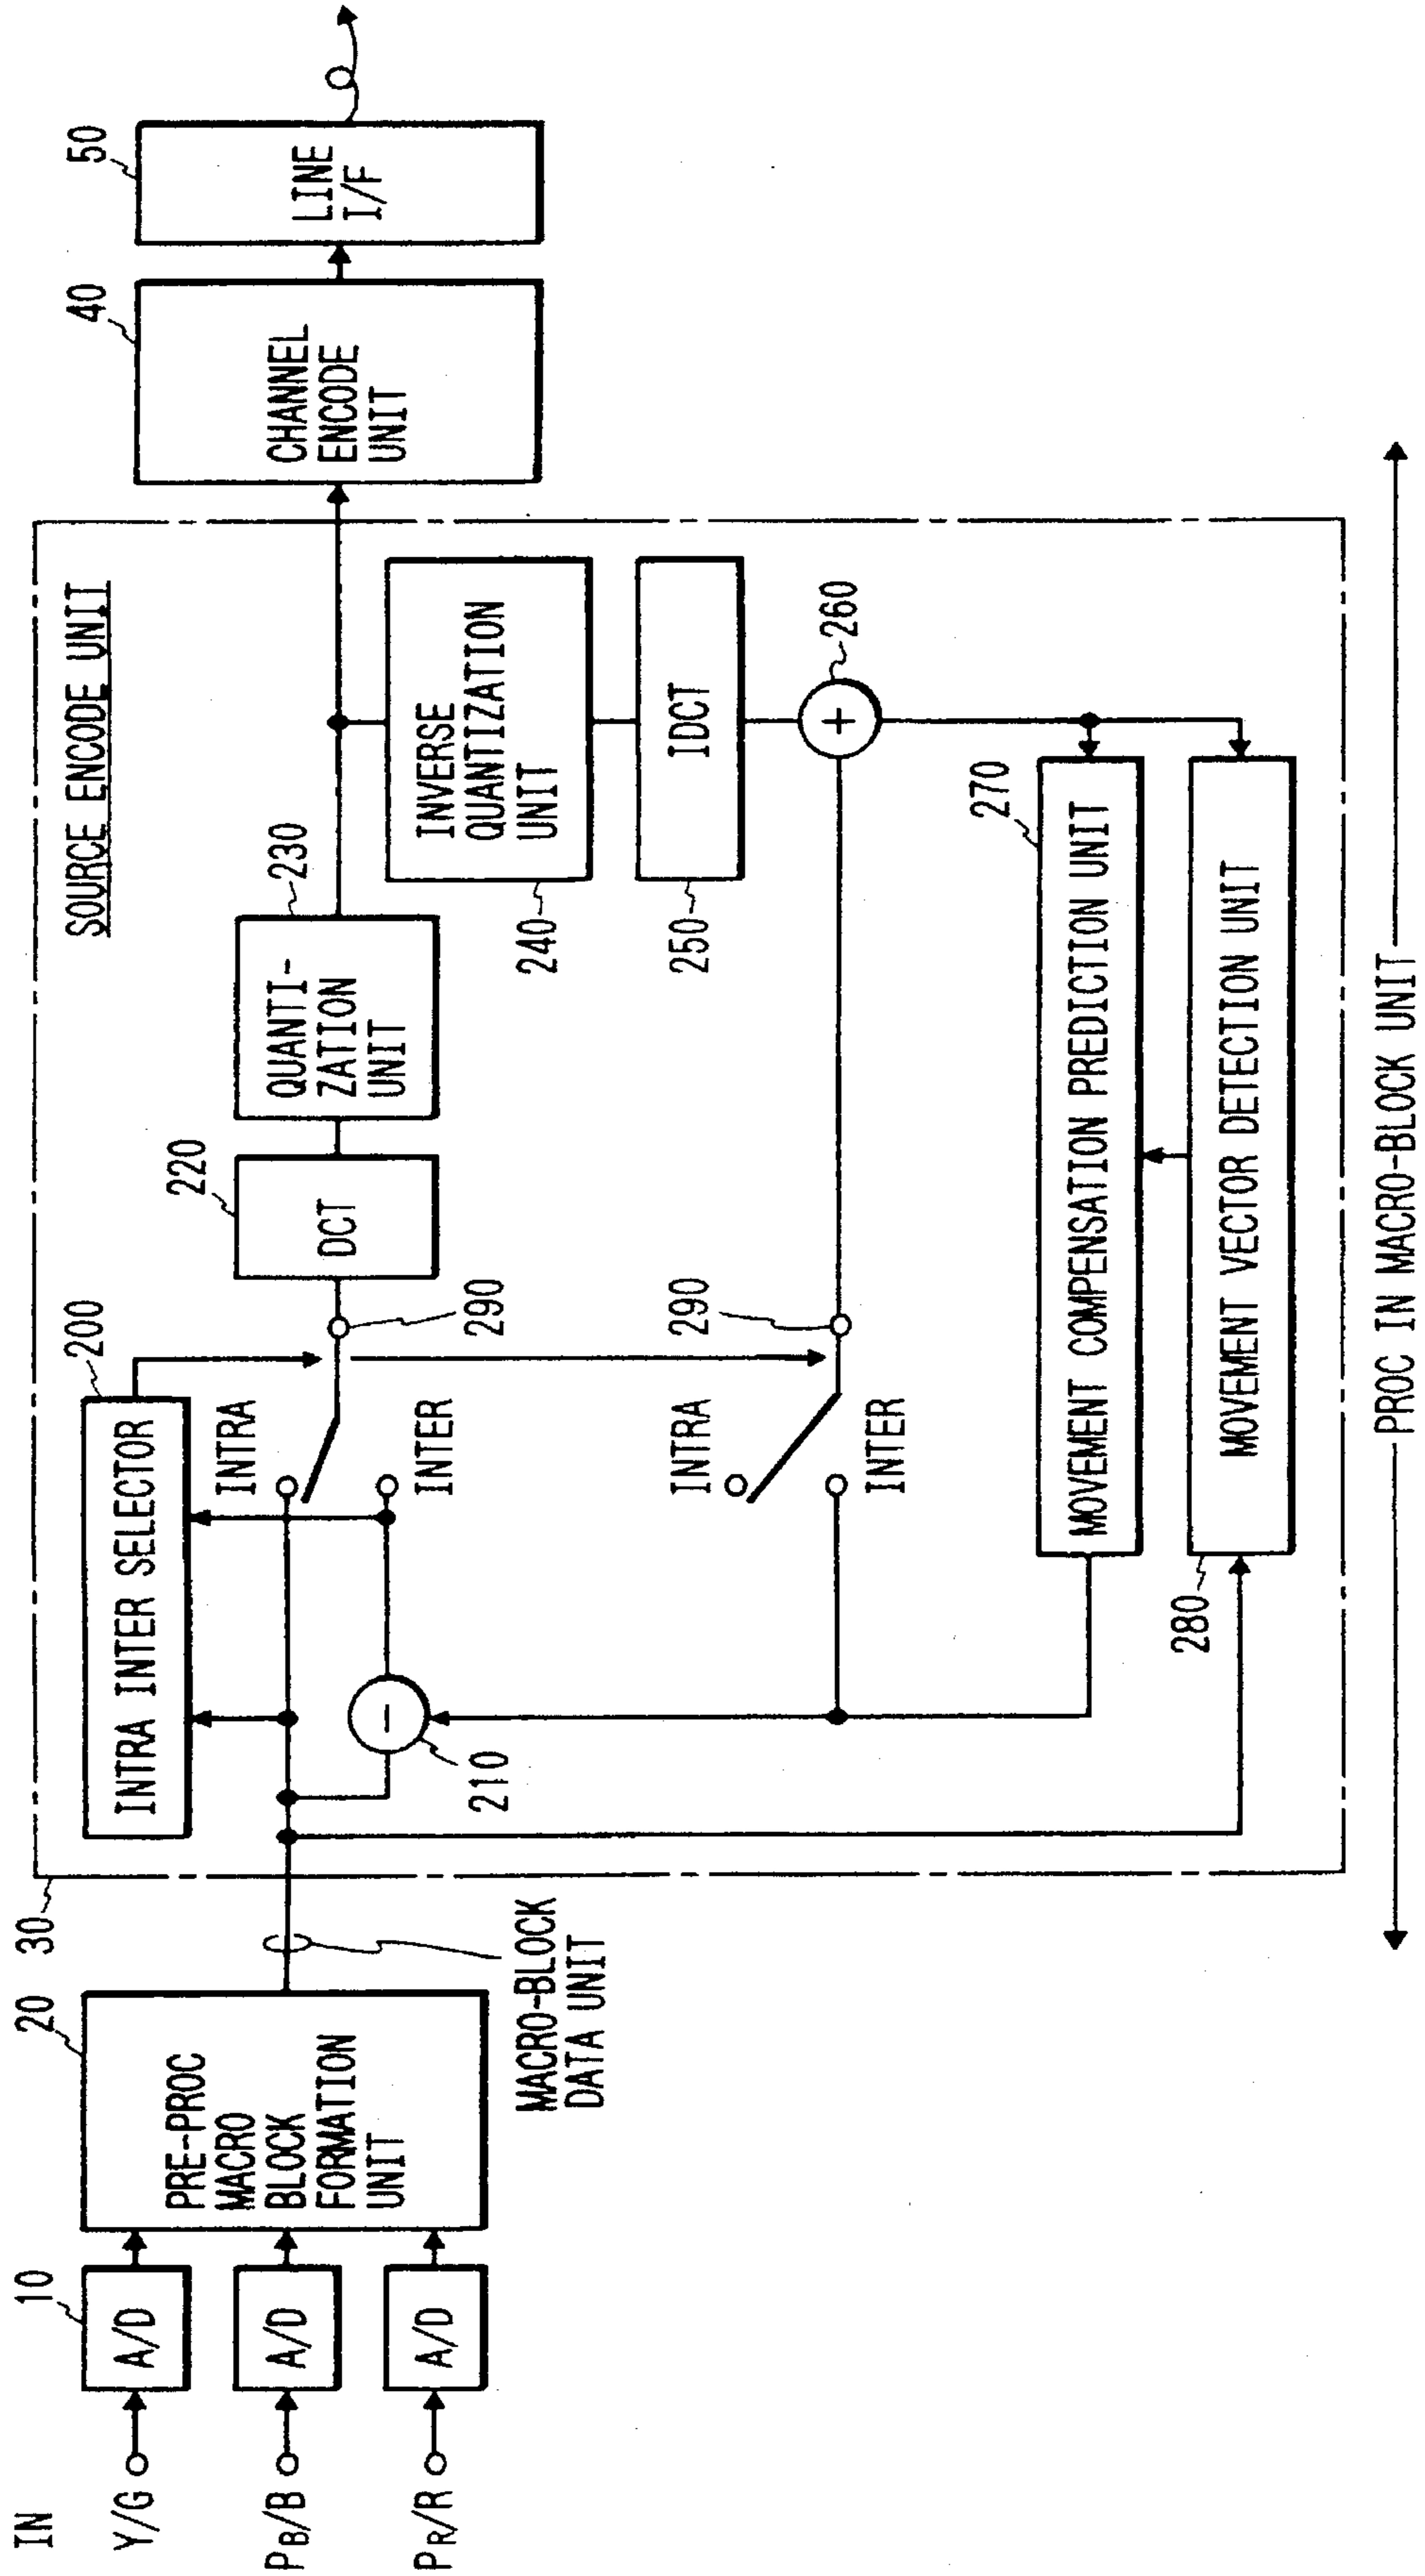 IN
Y/G
PB/B
PR/R
10
A/D
A/D
A/D
20
PRE-PROC
MACRO
BLOCK
FORMATION
UNIT
MACRO-BLOCK
DATA UNIT
30
SOURCE ENCODE UNIT
200
INTRA INTER SELECTOR
INTRA
INTER
290
210
220
DCT
230
QUANTI-
ZATION
UNIT
240
INVERSE
QUANTIZATION
UNIT
250
IDCT
+
260
INTRA
INTER
290
270
MOVEMENT COMPENSATION PREDICTION UNIT
280
MOVEMENT VECTOR DETECTION UNIT
40
CHANNEL
ENCODE
UNIT
50
LINE
I/F
PROC IN MACRO-BLOCK UNIT